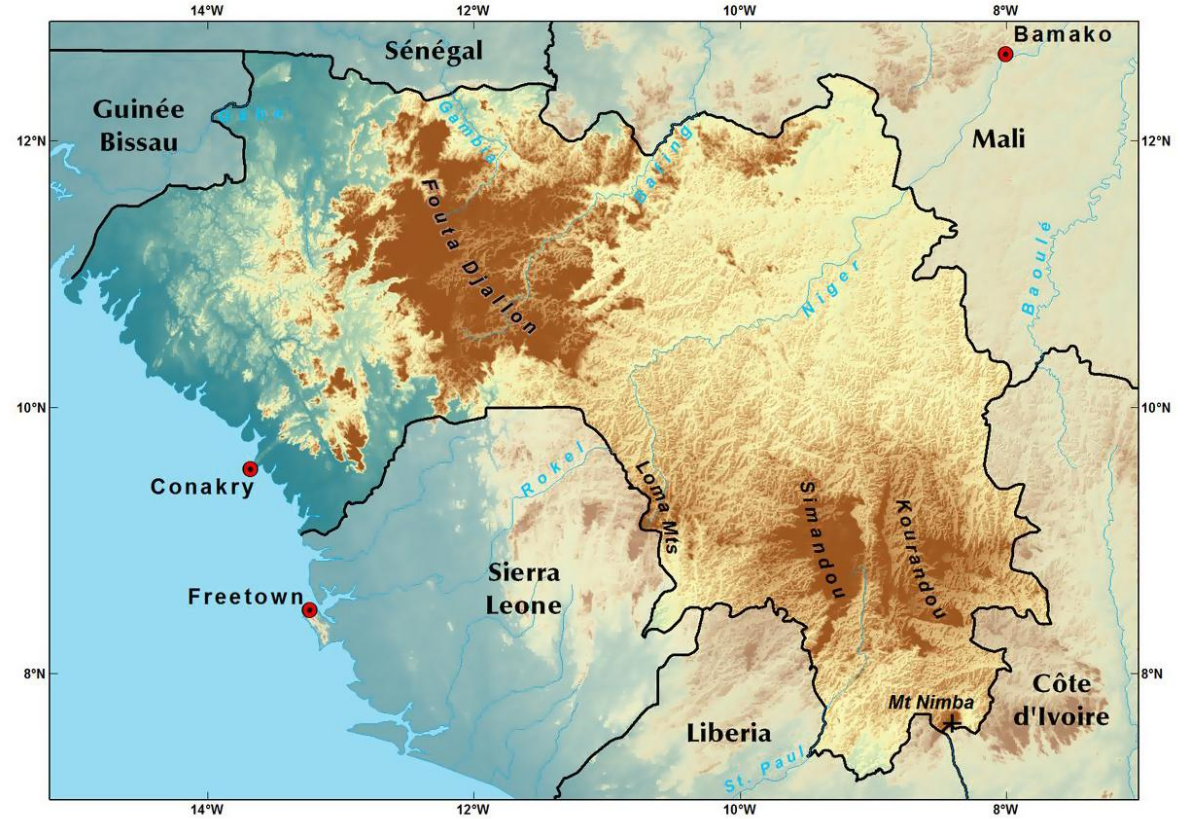 14°W
12°W
10°W
8°W
Bamako
Sénégal
Guinée
Bissau
Gambia
Bafing
Mali
12°N
12°N
Fouta Djallon
Niger
Baoulé
10°N
10°N
Conakry
Rokel
Loma Mts
Simandou
Kourandou
Sierra
Leone
Freetown
8°N
8°N
Mt Nimba
Côte
d'Ivoire
Liberia
St. Paul
14°W
12°W
10°W
8°W